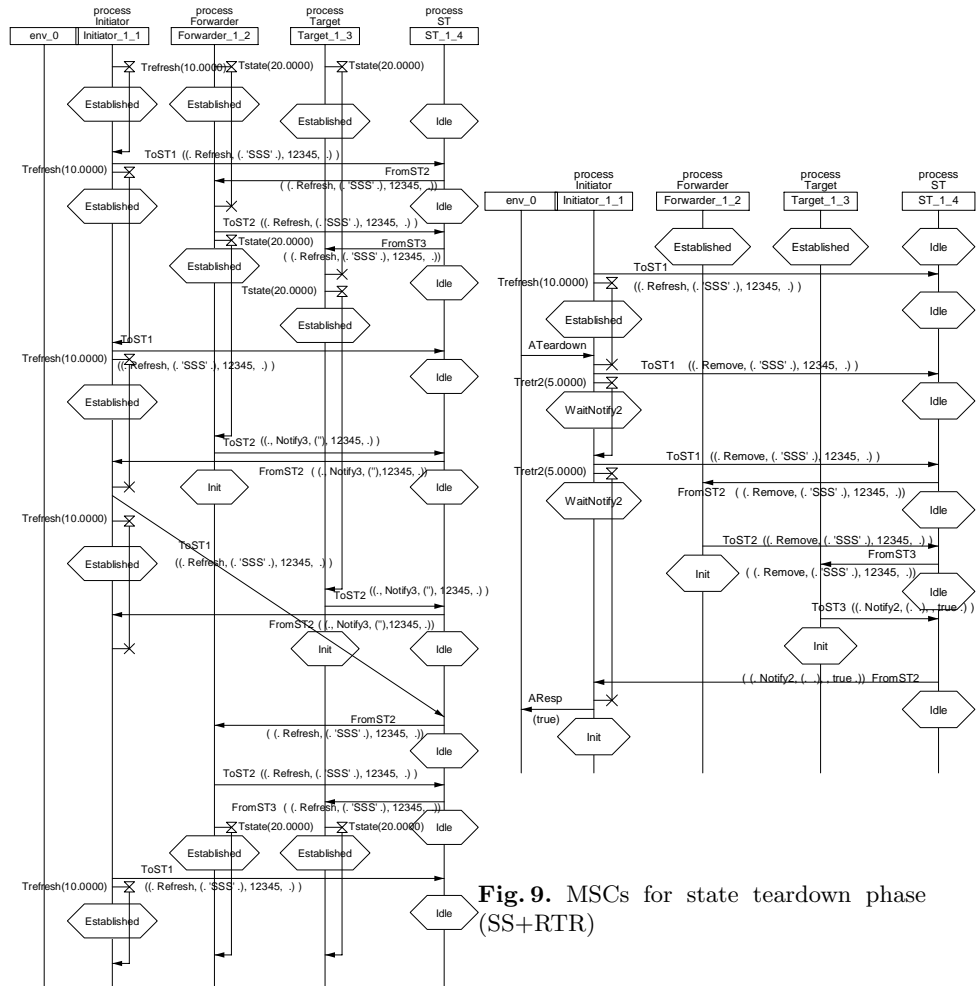 process
Initiator
process
Forwarder
process
Target
process
ST
env_0
Initiator_1_1
Forwarder_1_2
Target_1_3
ST_1_4
Trefresh(10.0000)
Tstate(20.0000)
Tstate(20.0000)
Established
Established
Established
Idle
ToST1 ((. Refresh, (. 'SSS' .), 12345, .) )
Trefresh(10.0000)
FromST2
( (. Refresh, (. 'SSS' .), 12345, .))
Established
Idle
ToST2 ((. Refresh, (. 'SSS' .), 12345, .) )
Tstate(20.0000)
FromST3
( (. Refresh, (. 'SSS' .), 12345, .))
Established
Idle
Tstate(20.0000)
Established
ToST1
Trefresh(10.0000)
((. Refresh, (. 'SSS' .), 12345, .) )
Idle
Established
ToST2 ((., Notify3, (''), 12345, .) )
FromST2 ( (., Notify3, (''),12345, .))
Init
Idle
Trefresh(10.0000)
ToST1
((. Refresh, (. 'SSS' .), 12345, .) )
Established
ToST2 ((., Notify3, (''), 12345, .) )
FromST2 ( (., Notify3, (''),12345, .))
Init
Idle
FromST2
( (. Refresh, (. 'SSS' .), 12345, .))
Idle
ToST2 ((. Refresh, (. 'SSS' .), 12345, .) )
FromST3 ( (. Refresh, (. 'SSS' .), 12345, .))
Tstate(20.0000)
Tstate(20.0000)
Idle
Established
Established
ToST1
Trefresh(10.0000)
((. Refresh, (. 'SSS' .), 12345, .) )
Established
Idle
process
Initiator
process
Forwarder
process
Target
process
ST
env_0
Initiator_1_1
Forwarder_1_2
Target_1_3
ST_1_4
Established
Established
Idle
ToST1
Trefresh(10.0000)
((. Refresh, (. 'SSS' .), 12345, .) )
Established
Idle
ATeardown
ToST1 ((. Remove, (. 'SSS' .), 12345, .) )
Tretr2(5.0000)
WaitNotify2
Idle
ToST1 ((. Remove, (. 'SSS' .), 12345, .) )
Tretr2(5.0000)
FromST2 ( (. Remove, (. 'SSS' .), 12345, .))
WaitNotify2
Idle
ToST2 ((. Remove, (. 'SSS' .), 12345, .) )
FromST3
( (. Remove, (. 'SSS' .), 12345, .))
Init
Idle
ToST3 ((. Notify2, (. .), , true .) )
Init
( (. Notify2, (. .), , true .)) FromST2
AResp
(true)
Idle
Init
Fig. 9. MSCs for state teardown phase
(SS+RTR)